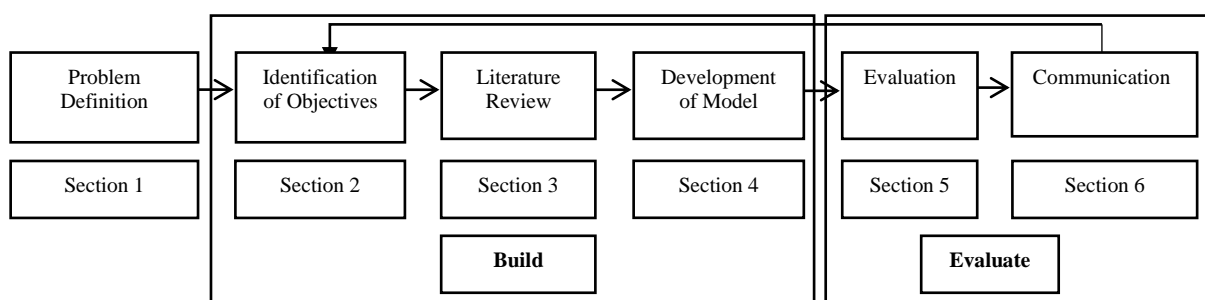 Problem
Definition
Identification
of Objectives
Literature
Review
Development
of Model
Evaluation
Communication
Section 1
Section 2
Section 3
Section 4
Section 5
Section 6
Build
Evaluate